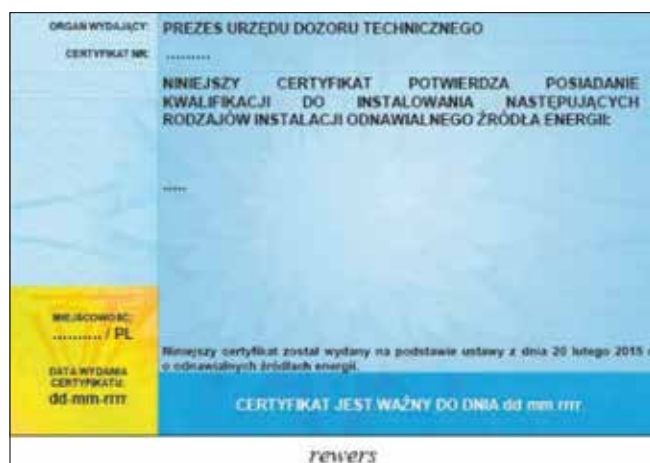 ORGAN WYDAJĄCY: PREZES URZĘDU DOZORU TECHNICZNEGO
CERTYFIKAT NR: ..........
NINIEJSZY CERTYFIKAT POTWIERDZA POSIADANIE
KWALIFIKACJI DO INSTALOWANIA NASTĘPUJĄCYCH
RODZAJÓW INSTALACJI ODNAWIALNEGO ŹRÓDŁA ENERGII:
.....
MIEJSCOWOŚĆ:
.......... / PL
Niniejszy certyfikat został wydany na podstawie ustawy z dnia 20 lutego 2015
o odnawialnych źródłach energii.
DATA WYDANIA
CERTYFIKATU:
dd-mm-rrrr
CERTYFIKAT JEST WAŻNY DO DNIA dd mm rrrr
rewers